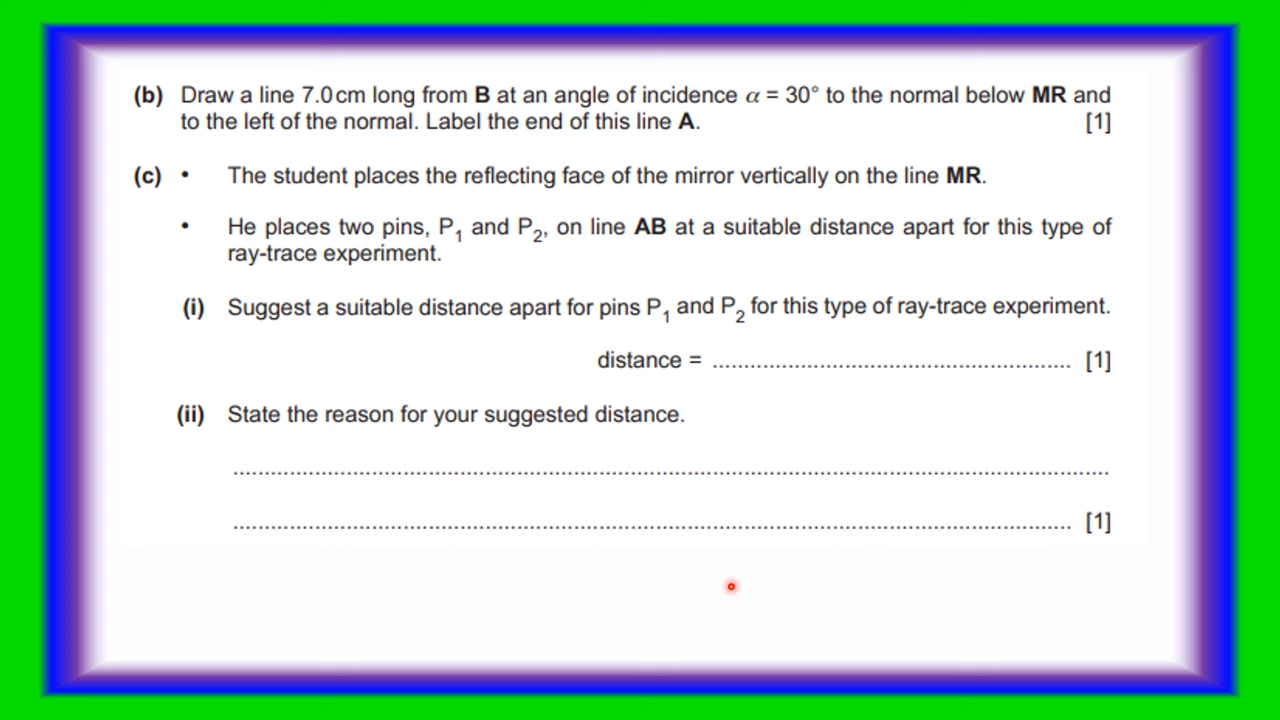 (b) Draw a line 7.0 cm long from B at an angle of incidence α = 30° to the normal below MR and
to the left of the normal. Label the end of this line A. [1]
(c) • The student places the reflecting face of the mirror vertically on the line MR.
• He places two pins, P₁ and P₂, on line AB at a suitable distance apart for this type of
ray-trace experiment.
(i) Suggest a suitable distance apart for pins P₁ and P₂ for this type of ray-trace experiment.
distance = ......................................................... [1]
(ii) State the reason for your suggested distance.
............................................................................................................................................
...................................................................................................................................... [1]